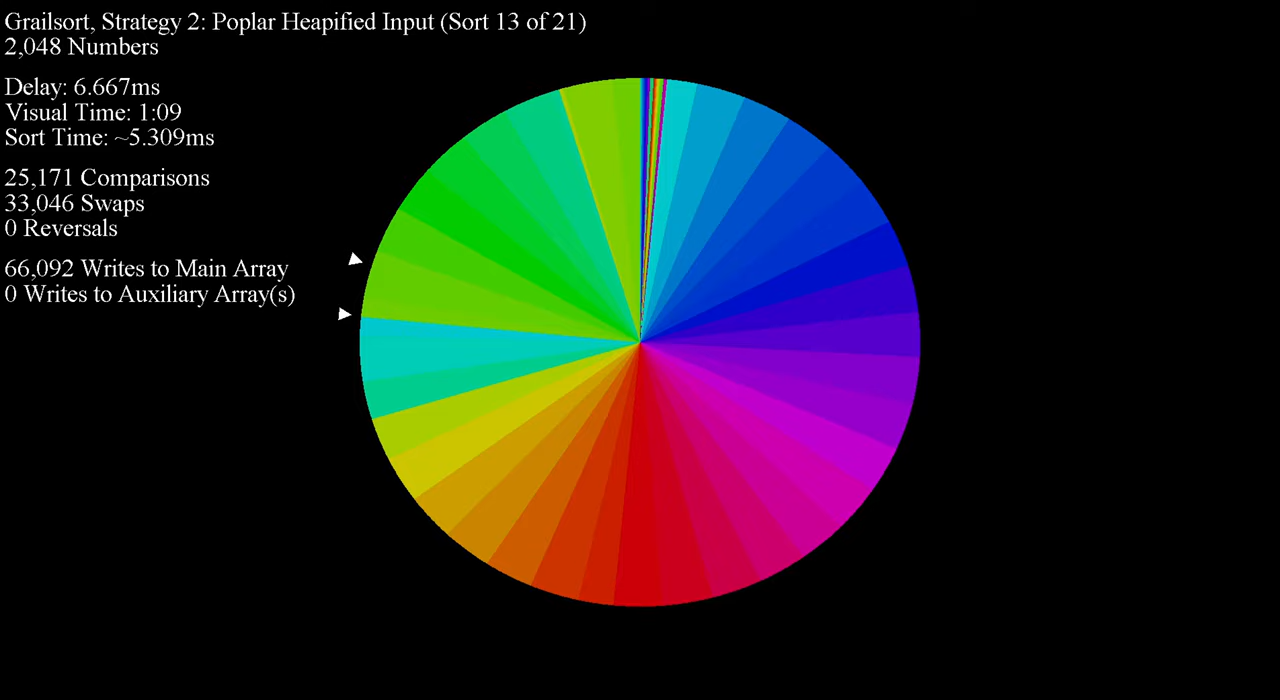 Grailsort, Strategy 2: Poplar Heapified Input (Sort 13 of 21)
2,048 Numbers
Delay: 6.667ms
Visual Time: 1:09
Sort Time: ~5.309ms
25,171 Comparisons
33,046 Swaps
0 Reversals
66,092 Writes to Main Array
0 Writes to Auxiliary Array(s)